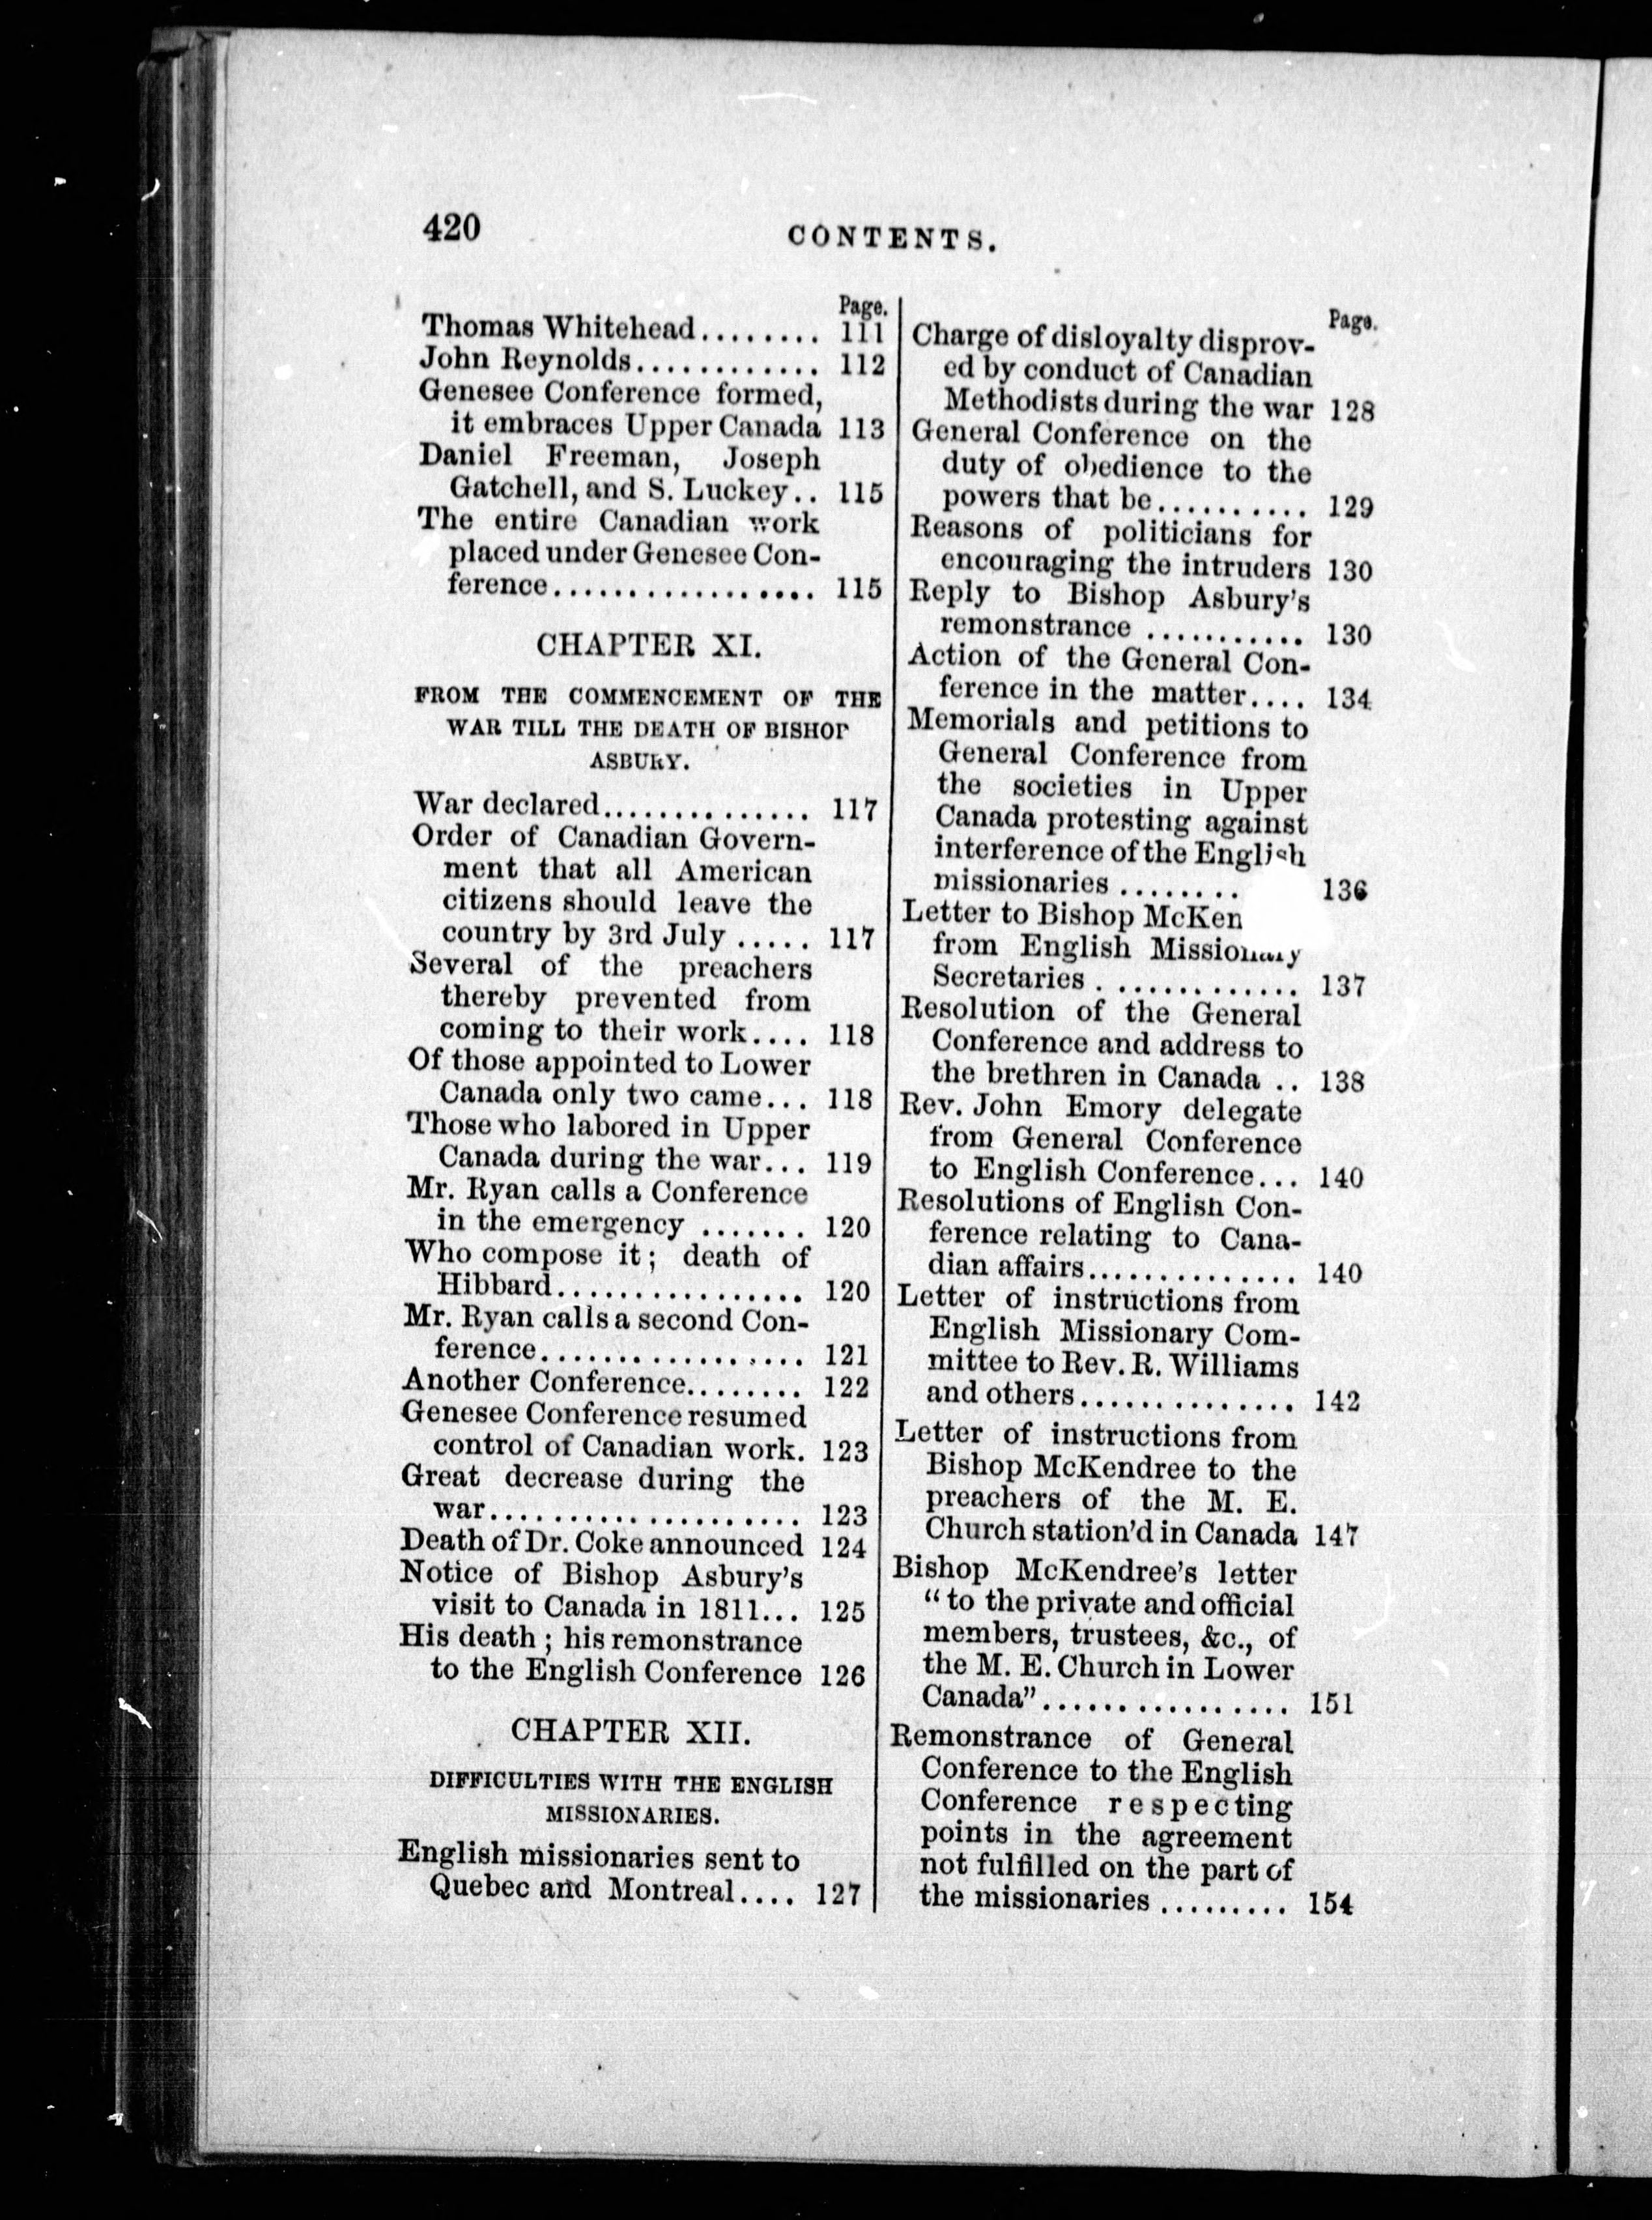 420
CONTENTS.
Page.
Thomas Whitehead........ 111
John Reynolds............ 112
Genesee Conference formed,
it embraces Upper Canada 113
Daniel Freeman, Joseph
Gatchell, and S. Luckey.. 115
The entire Canadian work
placed under Genesee Con-
ference.................. 115
CHAPTER XI.
FROM THE COMMENCEMENT OF THE
WAR TILL THE DEATH OF BISHOP
ASBURY.
War declared.............. 117
Order of Canadian Govern-
ment that all American
citizens should leave the
country by 3rd July ..... 117
Several of the preachers
thereby prevented from
coming to their work.... 118
Of those appointed to Lower
Canada only two came... 118
Those who labored in Upper
Canada during the war... 119
Mr. Ryan calls a Conference
in the emergency ....... 120
Who compose it; death of
Hibbard................ 120
Mr. Ryan calls a second Con-
ference................. 121
Another Conference........ 122
Genesee Conference resumed
control of Canadian work. 123
Great decrease during the
war.................... 123
Death of Dr. Coke announced 124
Notice of Bishop Asbury's
visit to Canada in 1811... 125
His death; his remonstrance
to the English Conference 126
CHAPTER XII.
DIFFICULTIES WITH THE ENGLISH
MISSIONARIES.
English missionaries sent to
Quebec and Montreal.... 127
Page.
Charge of disloyalty disprov-
ed by conduct of Canadian
Methodists during the war 128
General Conference on the
duty of obedience to the
powers that be.......... 129
Reasons of politicians for
encouraging the intruders 130
Reply to Bishop Asbury's
remonstrance ........... 130
Action of the General Con-
ference in the matter.... 134
Memorials and petitions to
General Conference from
the societies in Upper
Canada protesting against
interference of the English
missionaries ........ 136
Letter to Bishop McKen
from English Missionary
Secretaries . ............ 137
Resolution of the General
Conference and address to
the brethren in Canada .. 138
Rev. John Emory delegate
from General Conference
to English Conference... 140
Resolutions of English Con-
ference relating to Cana-
dian affairs.............. 140
Letter of instructions from
English Missionary Com-
mittee to Rev. R. Williams
and others.............. 142
Letter of instructions from
Bishop McKendree to the
preachers of the M. E.
Church station'd in Canada 147
Bishop McKendree's letter
"to the private and official
members, trustees, &c., of
the M. E. Church in Lower
Canada"................ 151
Remonstrance of General
Conference to the English
Conference respecting
points in the agreement
not fulfilled on the part of
the missionaries ......... 154